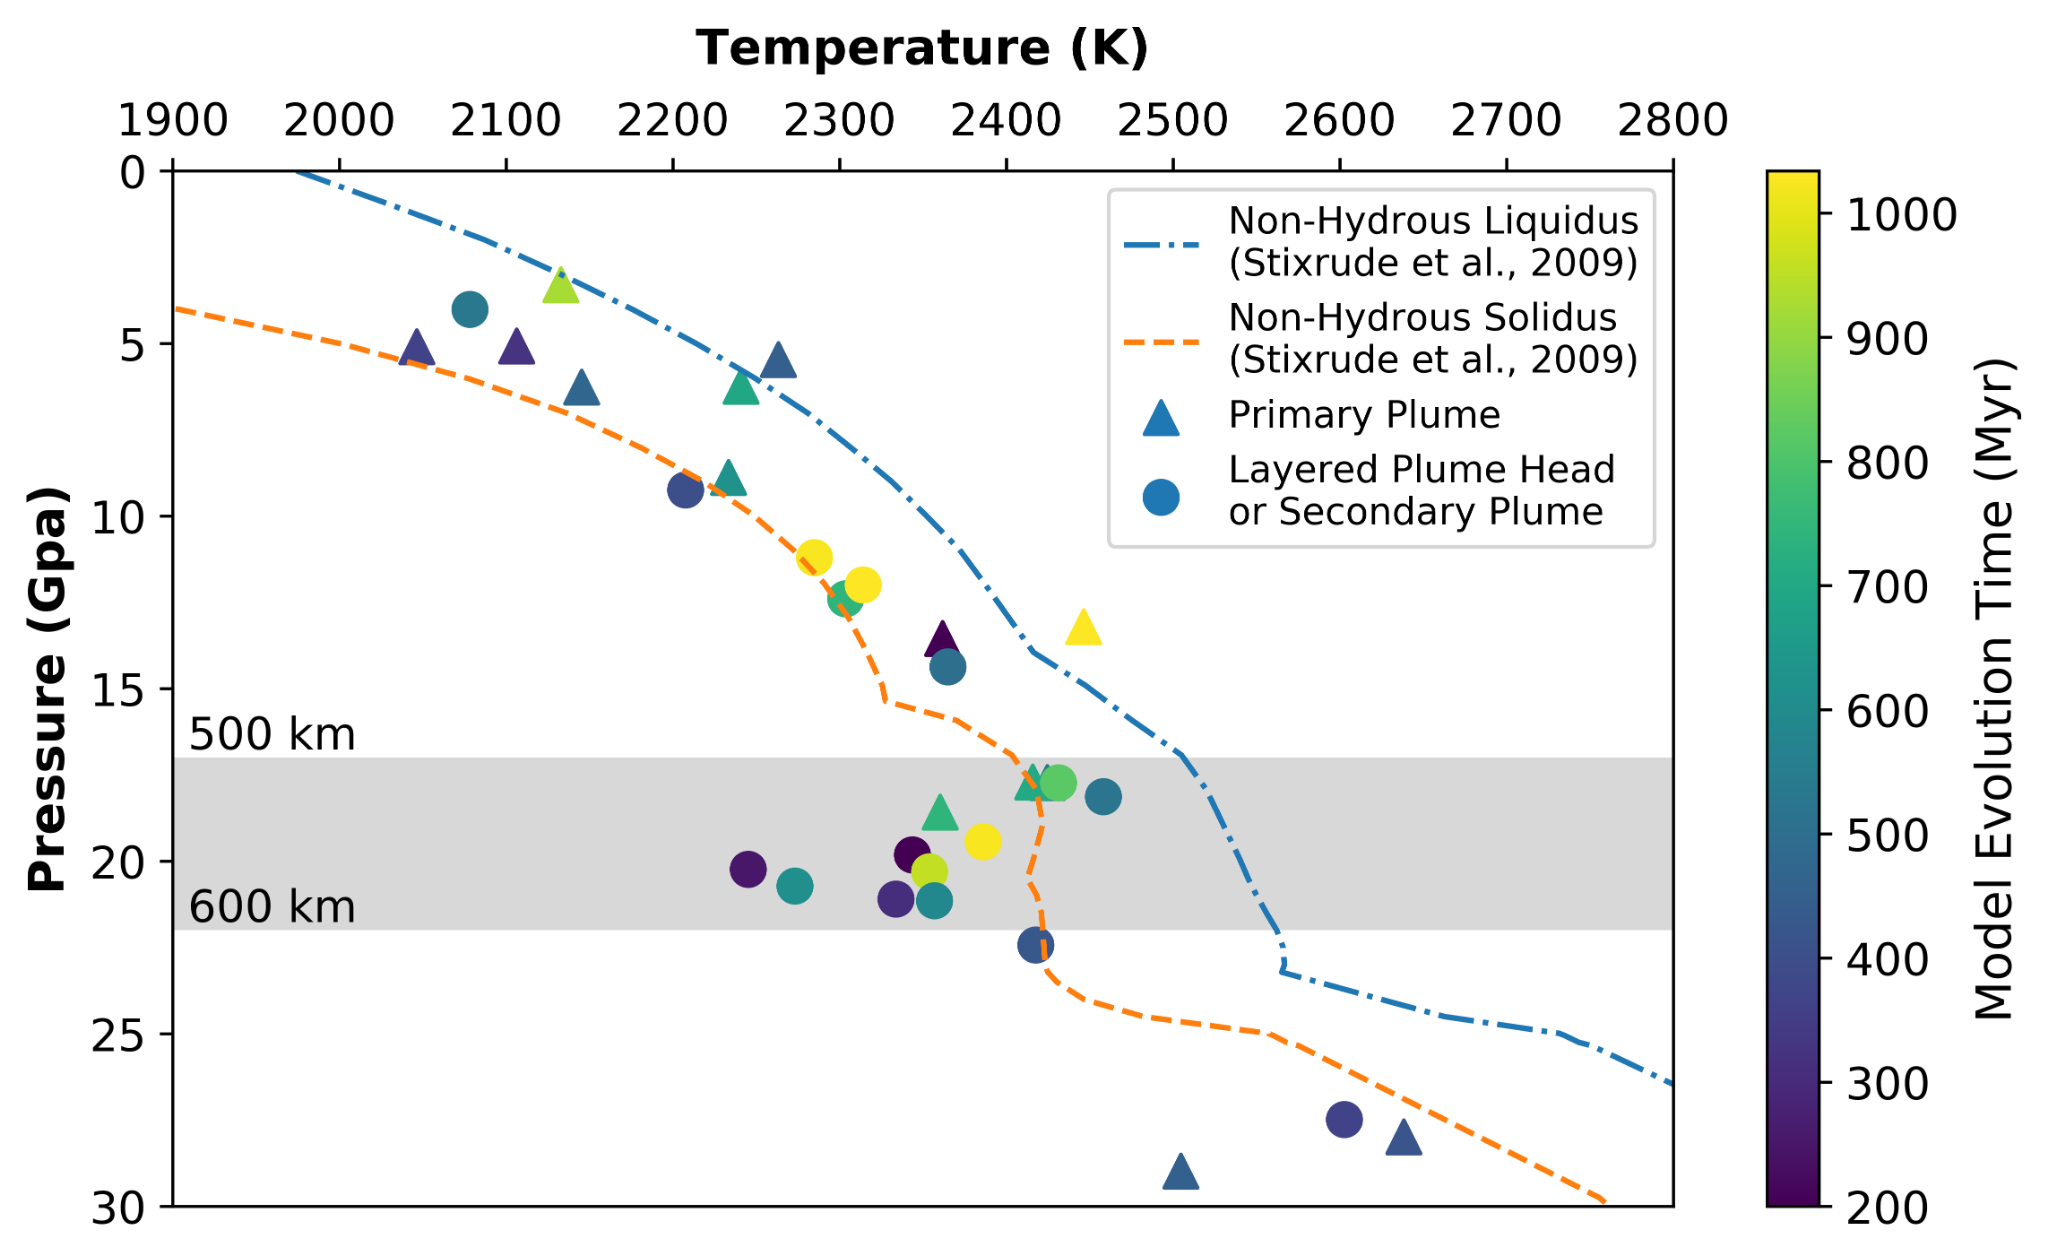 Temperature (K)
1900 2000 2100 2200 2300 2400 2500 2600 2700 2800
Pressure (Gpa)
0
5
10
15
20
25
30
Non-Hydrous Liquidus
(Stixrude et al., 2009)
Non-Hydrous Solidus
(Stixrude et al., 2009)
Primary Plume
Layered Plume Head
or Secondary Plume
500 km
600 km
1000
900
800
700
600
500
400
300
200
Model Evolution Time (Myr)